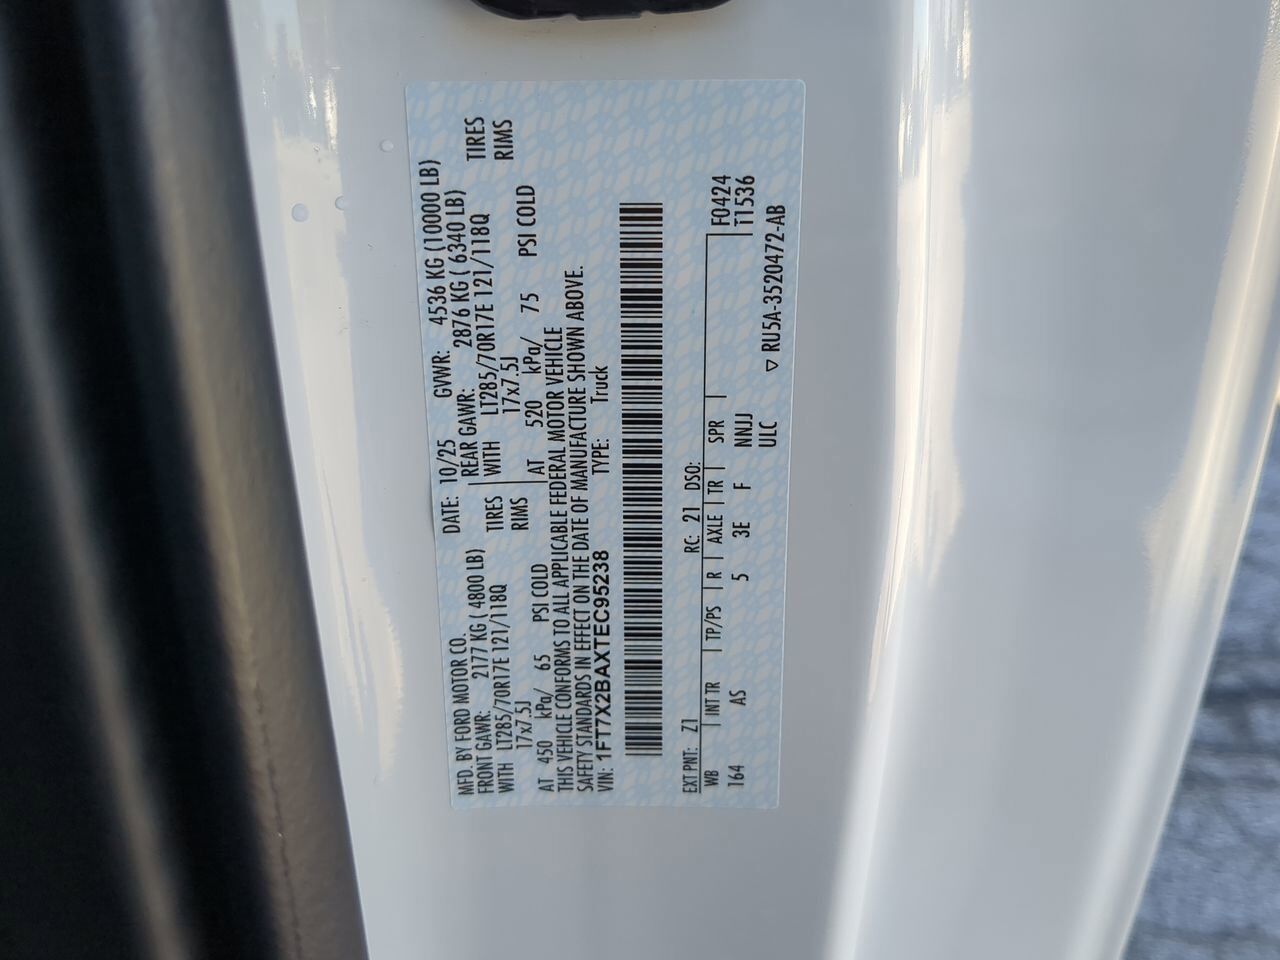 MFD. BY FORD MOTOR CO. DATE: 10/25 GVWR: 4536 KG (10000 LB)
FRONT GAWR: 2177 KG ( 4800 LB) REAR GAWR: 2876 KG ( 6340 LB)
WITH LT285/70R17E 121/118Q TIRES WITH LT285/70R17E 121/118Q TIRES
17x7.5J RIMS 17x7.5J RIMS
AT 450 kPa/ 65 PSI COLD AT 520 kPa/ 75 PSI COLD
THIS VEHICLE CONFORMS TO ALL APPLICABLE FEDERAL MOTOR VEHICLE
SAFETY STANDARDS IN EFFECT ON THE DATE OF MANUFACTURE SHOWN ABOVE.
VIN: 1FT7X2BAXTEC95238 TYPE: Truck
EXT PNT: Z1 RC: 21 DSO:
WB INT TR TP/PS R AXLE TR SPR F0424
164 AS 5 3E F NNJJ T1536
ULC ▽ RU5A-3520472-AB